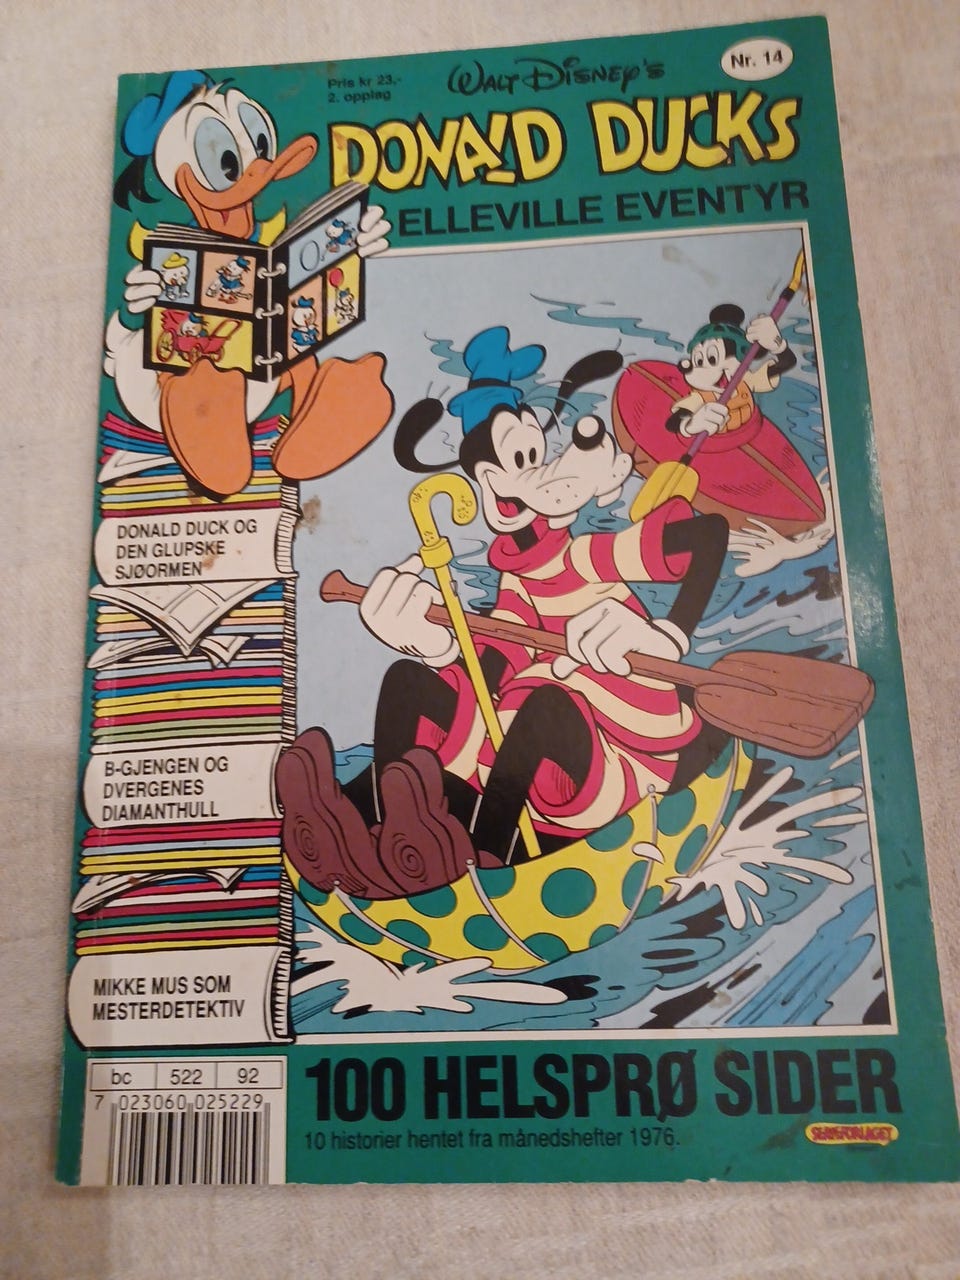 Pris kr 23,-
2. opplag
WALT DISNEY'S
Nr. 14
DONALD DUCKS
ELLEVILLE EVENTYR
DONALD DUCK OG
DEN GLUPSKE
SJØORMEN
B-GJENGEN OG
DVERGENES
DIAMANTHULL
MIKKE MUS SOM
MESTERDETEKTIV
bc 522 92
7 023060 025229
100 HELSPRØ SIDER
10 historier hentet fra månedshefter 1976.
SERIEFORLAGET